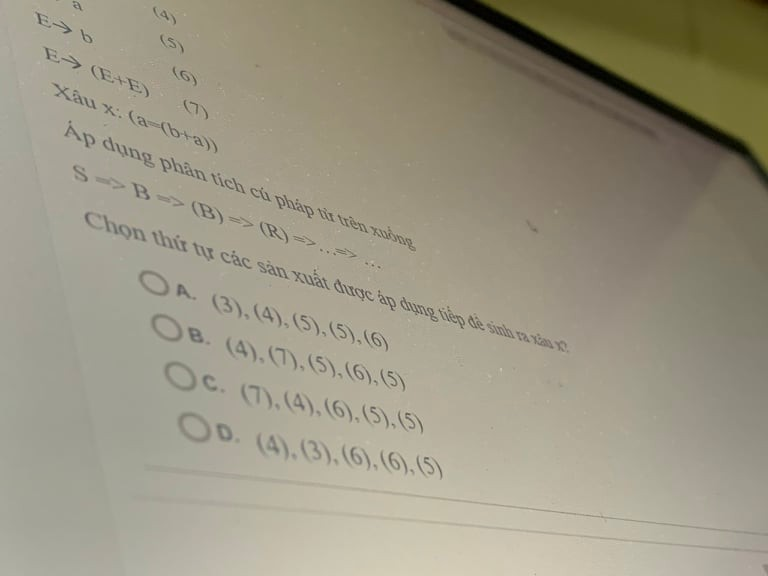 a (4)
E→ b (5)
E→ (E+E) (6)
(7)
Xâu x: (a=(b+a))
Áp dụng phân tích cú pháp từ trên xuống
S => B => (B) => (R) => ...=> ...
Chọn thứ tự các sản xuất được áp dụng tiếp để sinh ra xâu x?
A. (3), (4), (5), (5), (6)
B. (4), (7), (5), (6), (5)
C. (7), (4), (6), (5), (5)
D. (4), (3), (6), (6), (5)